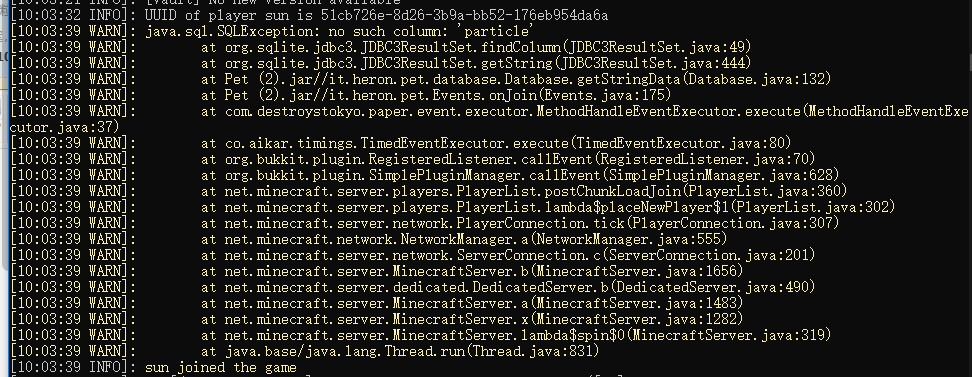 [10:03:21 INFO]: [Vault] No new version available
[10:03:32 INFO]: UUID of player sun is 51cb726e-8d26-3b9a-bb52-176eb954da6a
[10:03:39 WARN]: java.sql.SQLException: no such column: 'particle'
[10:03:39 WARN]: at org.sqlite.jdbc3.JDBC3ResultSet.findColumn(JDBC3ResultSet.java:49)
[10:03:39 WARN]: at org.sqlite.jdbc3.JDBC3ResultSet.getString(JDBC3ResultSet.java:444)
[10:03:39 WARN]: at Pet (2).jar//it.heron.pet.database.Database.getStringData(Database.java:132)
[10:03:39 WARN]: at Pet (2).jar//it.heron.pet.Events.onJoin(Events.java:175)
[10:03:39 WARN]: at com.destroystokyo.paper.event.executor.MethodHandleEventExecutor.execute(MethodHandleEventExe
cutor.java:37)
[10:03:39 WARN]: at co.aikar.timings.TimedEventExecutor.execute(TimedEventExecutor.java:80)
[10:03:39 WARN]: at org.bukkit.plugin.RegisteredListener.callEvent(RegisteredListener.java:70)
[10:03:39 WARN]: at org.bukkit.plugin.SimplePluginManager.callEvent(SimplePluginManager.java:628)
[10:03:39 WARN]: at net.minecraft.server.players.PlayerList.postChunkLoadJoin(PlayerList.java:360)
[10:03:39 WARN]: at net.minecraft.server.players.PlayerList.lambda$placeNewPlayer$1(PlayerList.java:302)
[10:03:39 WARN]: at net.minecraft.server.network.PlayerConnection.tick(PlayerConnection.java:307)
[10:03:39 WARN]: at net.minecraft.network.NetworkManager.a(NetworkManager.java:555)
[10:03:39 WARN]: at net.minecraft.server.network.ServerConnection.c(ServerConnection.java:201)
[10:03:39 WARN]: at net.minecraft.server.MinecraftServer.b(MinecraftServer.java:1656)
[10:03:39 WARN]: at net.minecraft.server.dedicated.DedicatedServer.b(DedicatedServer.java:490)
[10:03:39 WARN]: at net.minecraft.server.MinecraftServer.a(MinecraftServer.java:1483)
[10:03:39 WARN]: at net.minecraft.server.MinecraftServer.x(MinecraftServer.java:1282)
[10:03:39 WARN]: at net.minecraft.server.MinecraftServer.lambda$spin$0(MinecraftServer.java:319)
[10:03:39 WARN]: at java.base/java.lang.Thread.run(Thread.java:831)
[10:03:39 INFO]: sun joined the game